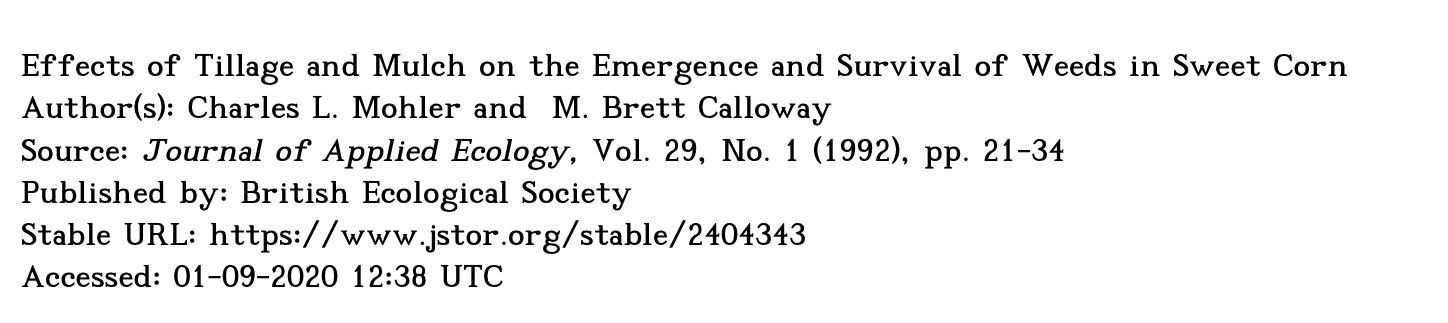 Effects of Tillage and Mulch on the Emergence and Survival of Weeds in Sweet Corn
Author(s): Charles L. Mohler and  M. Brett Calloway
Source: Journal of Applied Ecology, Vol. 29, No. 1 (1992), pp. 21-34
Published by: British Ecological Society
Stable URL: https://www.jstor.org/stable/2404343
Accessed: 01-09-2020 12:38 UTC